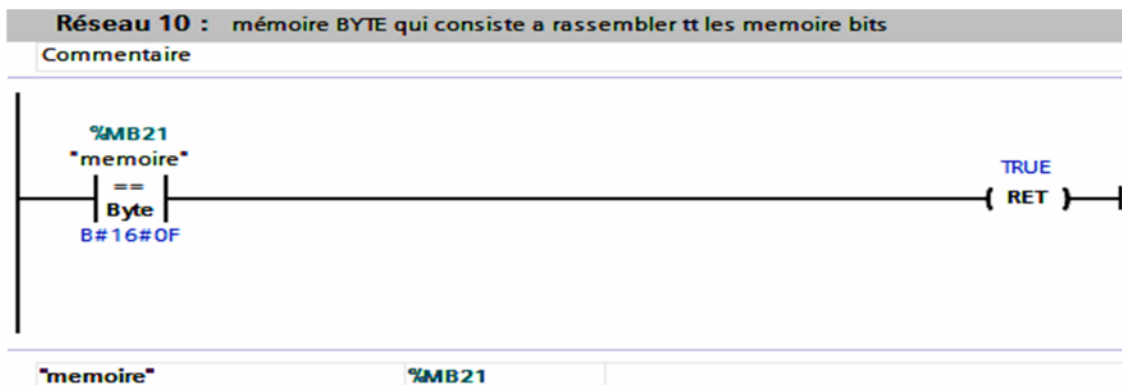 Réseau 10 : mémoire BYTE qui consiste a rassembler tt les memoire bits
Commentaire
%MB21
"memoire"
TRUE
==
RET
Byte
B#16#0F
"memoire" %MB21